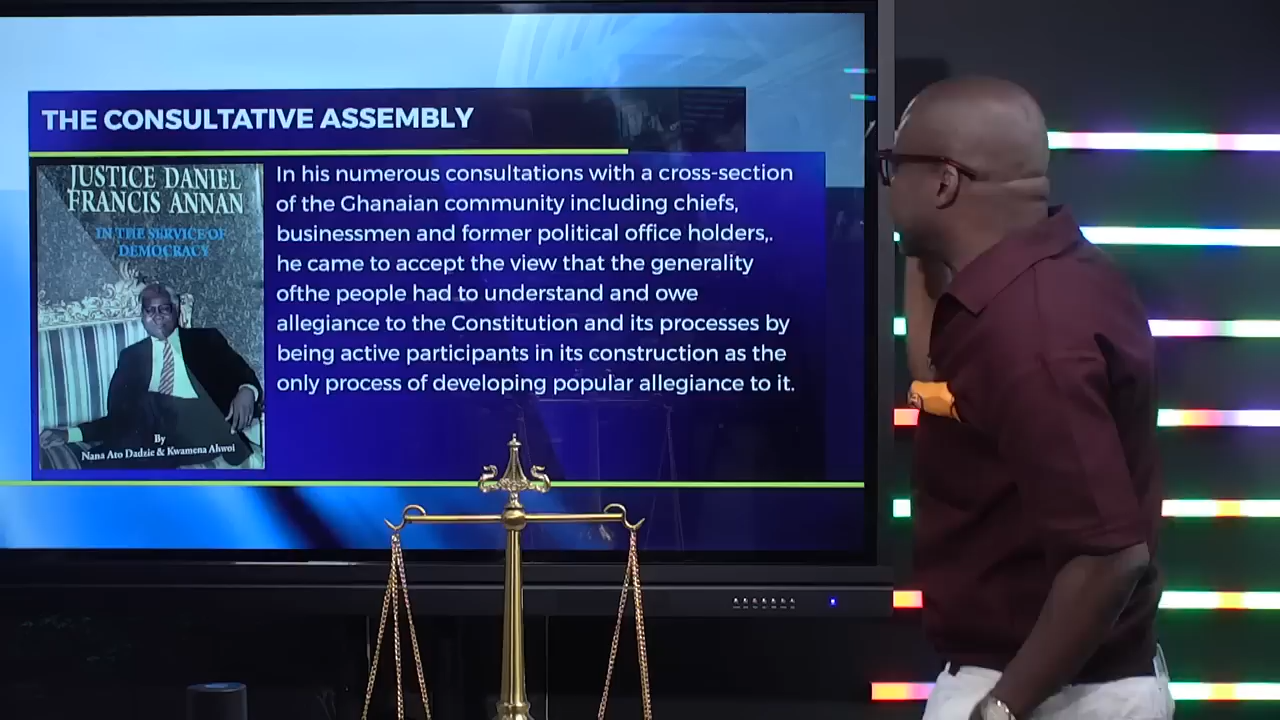 THE CONSULTATIVE ASSEMBLY
JUSTICE DANIEL
FRANCIS ANNAN
IN THE SERVICE OF
DEMOCRACY
By
Nana Ato Dadzie & Kwamena Ahwoi
In his numerous consultations with a cross-section
of the Ghanaian community including chiefs,
businessmen and former political office holders,.
he came to accept the view that the generality
ofthe people had to understand and owe
allegiance to the Constitution and its processes by
being active participants in its construction as the
only process of developing popular allegiance to it.